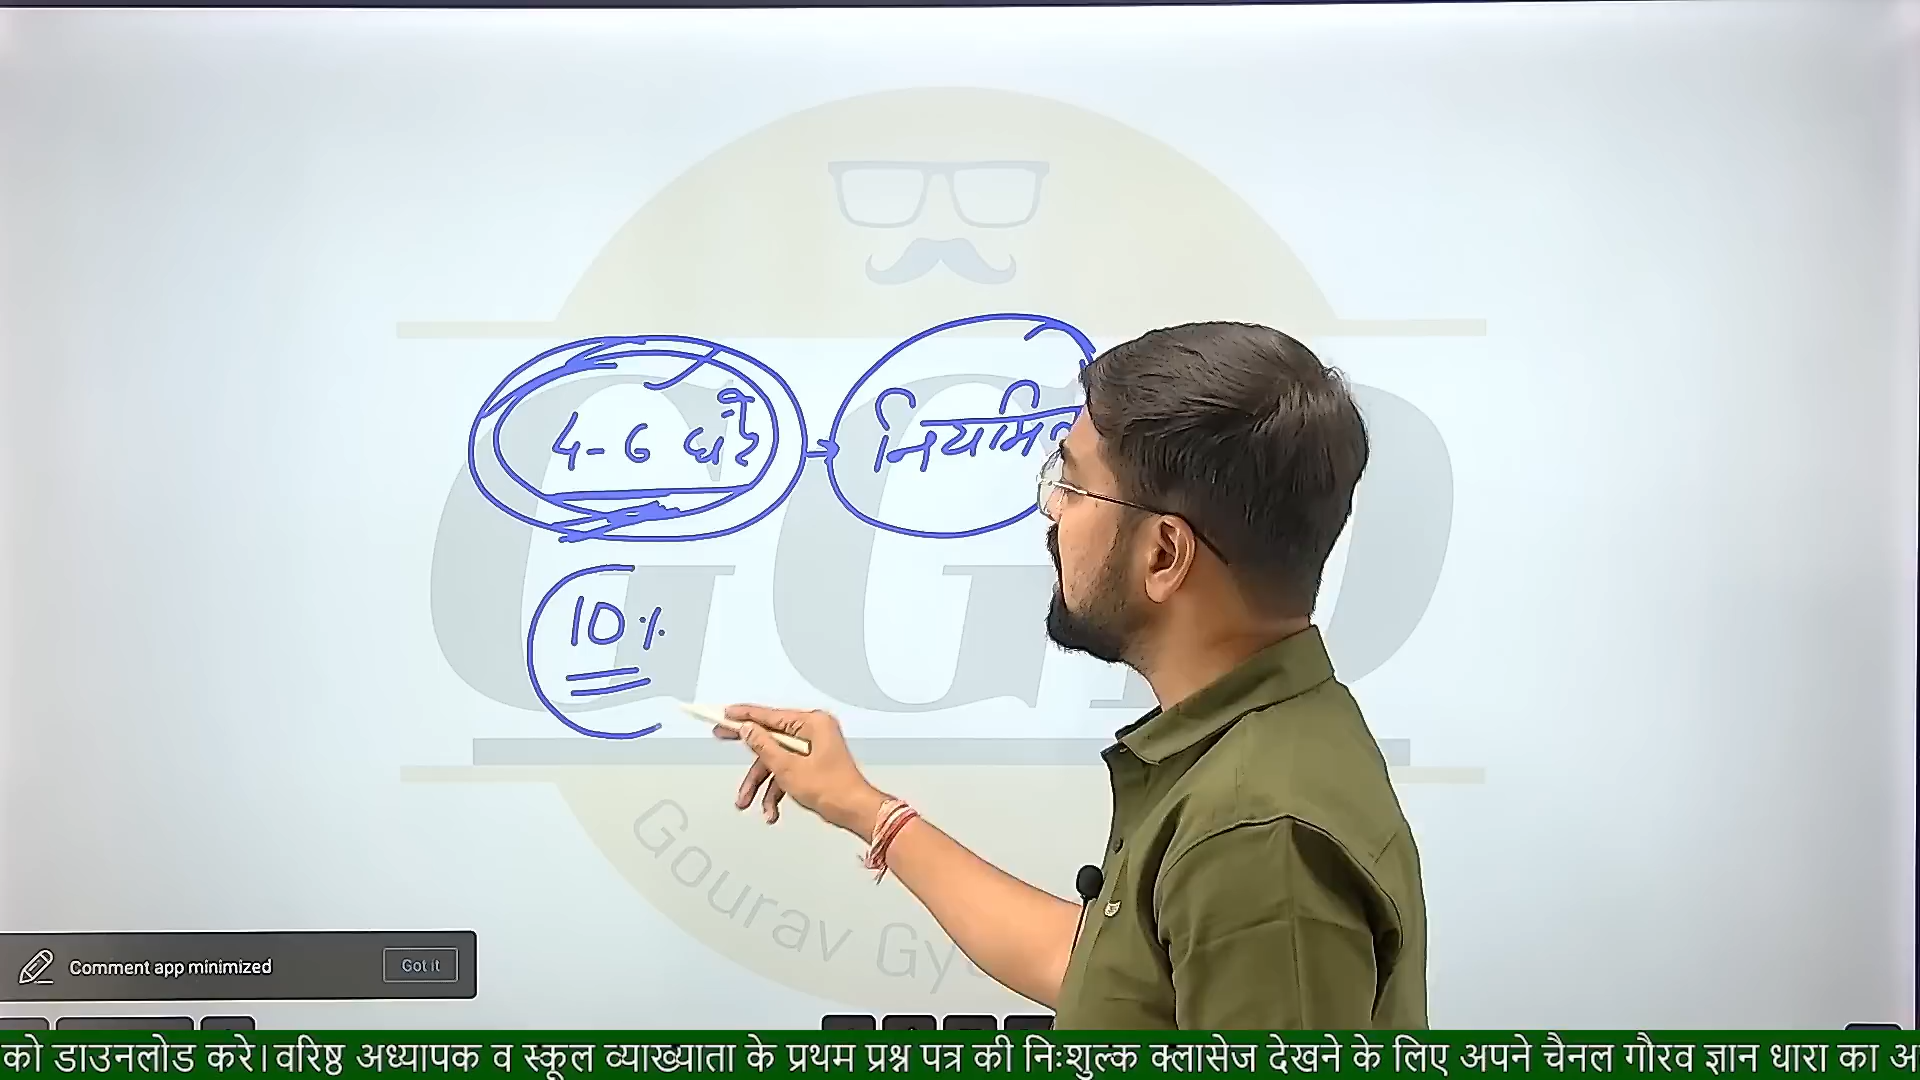 4-6 घंटे → नियमित
10%
GG
Gourav Gy
Comment app minimized Got it
को डाउनलोड करे।वरिष्ठ अध्यापक व स्कूल व्याख्याता के प्रथम प्रश्न पत्र की निःशुल्क क्लासेज देखने के लिए अपने चैनल गौरव ज्ञान धारा का